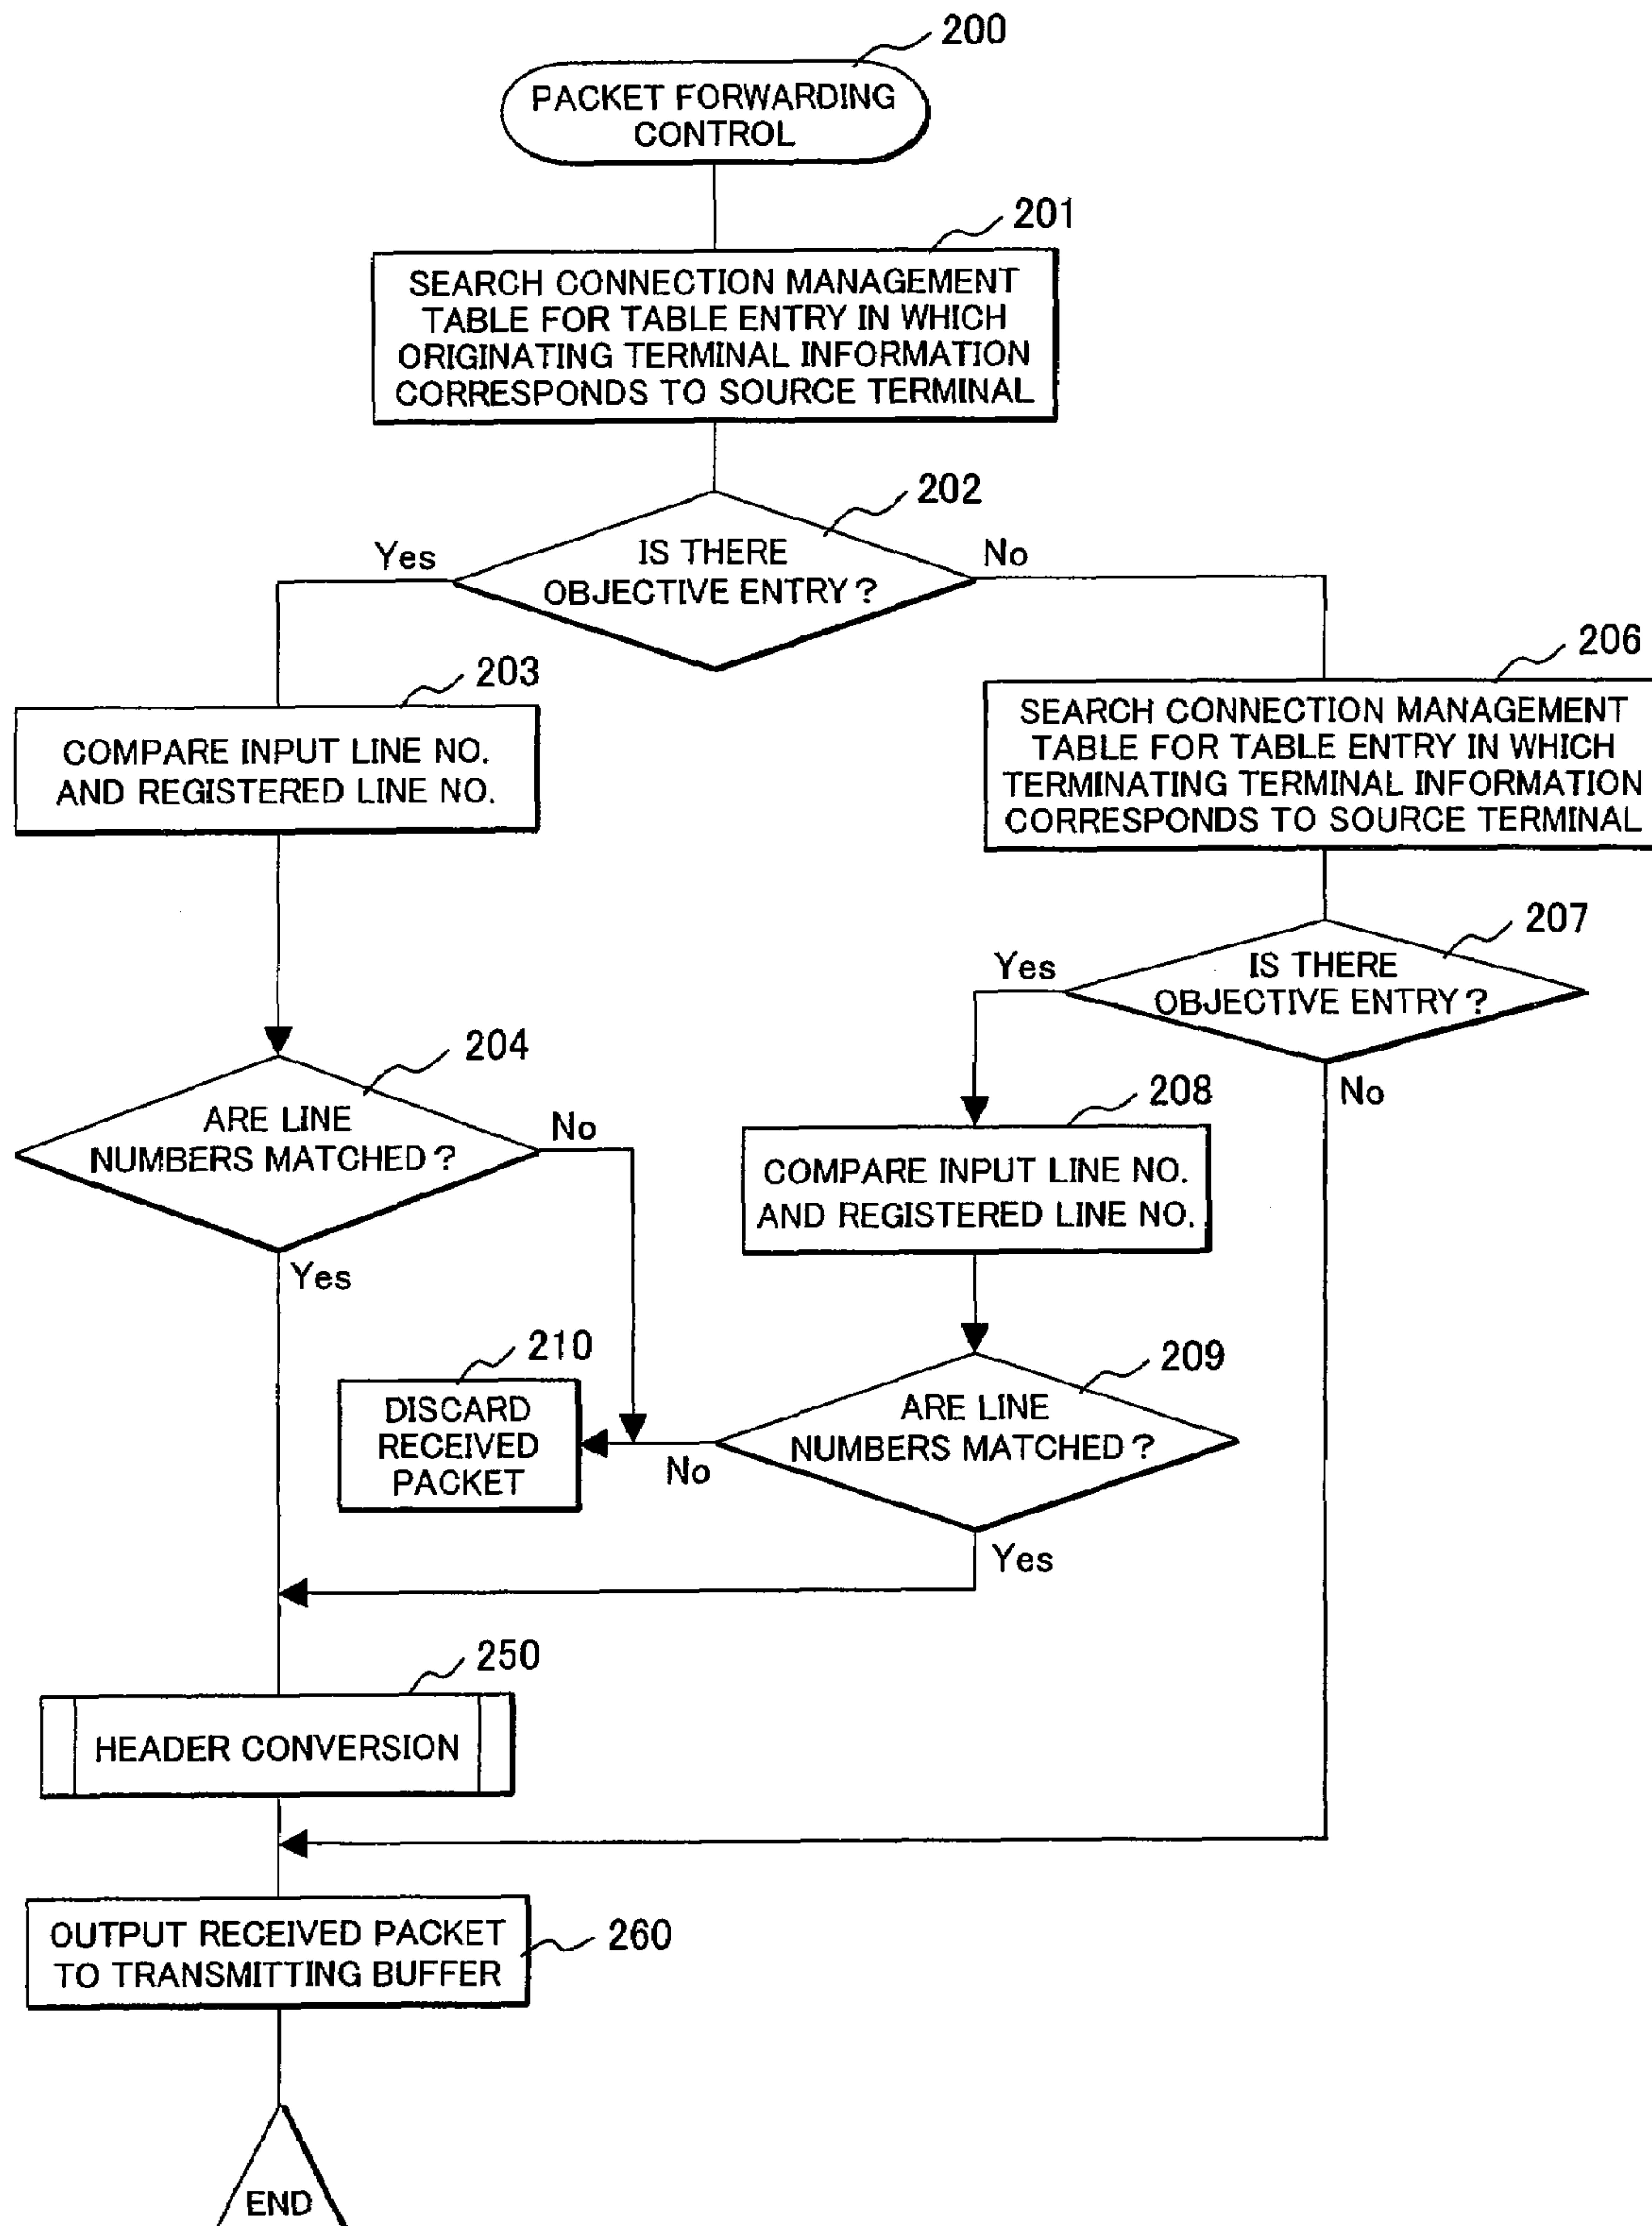 200
PACKET FORWARDING
CONTROL
201
SEARCH CONNECTION MANAGEMENT
TABLE FOR TABLE ENTRY IN WHICH
ORIGINATING TERMINAL INFORMATION
CORRESPONDS TO SOURCE TERMINAL
202
IS THERE
OBJECTIVE ENTRY?
Yes
No
203
COMPARE INPUT LINE NO.
AND REGISTERED LINE NO.
206
SEARCH CONNECTION MANAGEMENT
TABLE FOR TABLE ENTRY IN WHICH
TERMINATING TERMINAL INFORMATION
CORRESPONDS TO SOURCE TERMINAL
207
IS THERE
OBJECTIVE ENTRY?
Yes
No
204
ARE LINE
NUMBERS MATCHED?
No
Yes
208
COMPARE INPUT LINE NO.
AND REGISTERED LINE NO.
209
ARE LINE
NUMBERS MATCHED?
No
Yes
210
DISCARD
RECEIVED
PACKET
250
HEADER CONVERSION
OUTPUT RECEIVED PACKET
TO TRANSMITTING BUFFER
260
END